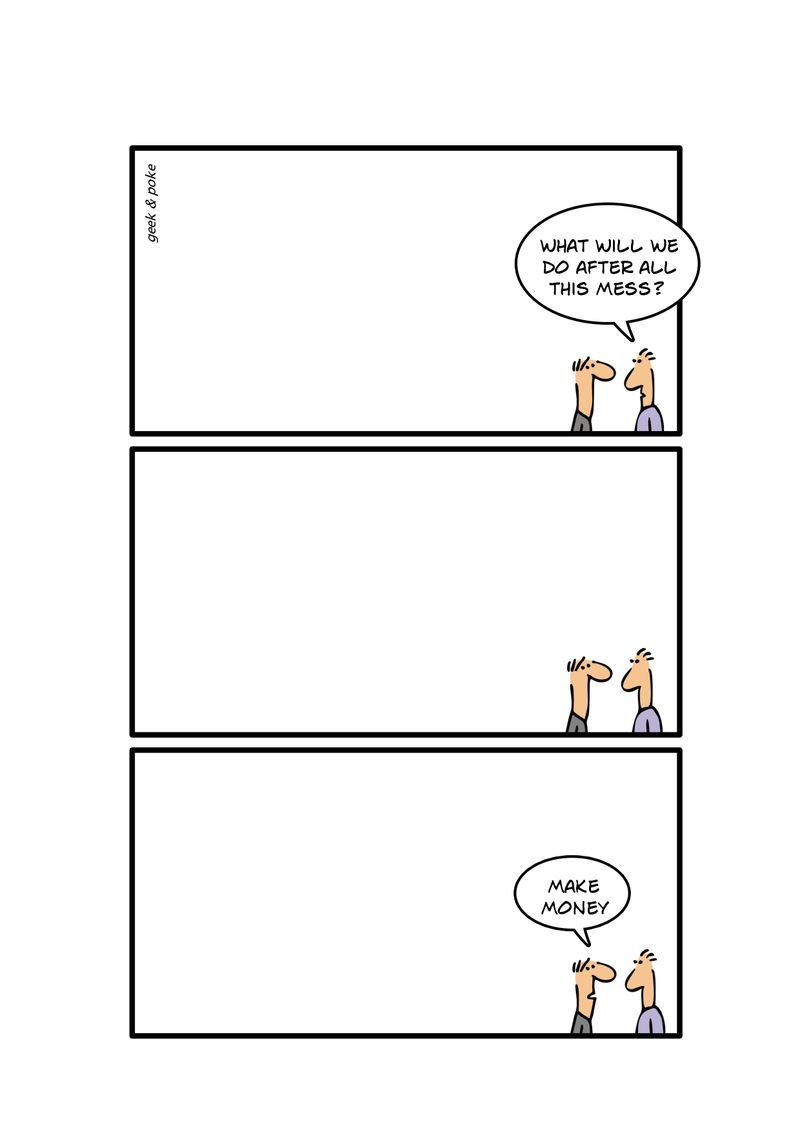 geek & poke
WHAT WILL WE
DO AFTER ALL
THIS MESS?
MAKE
MONEY